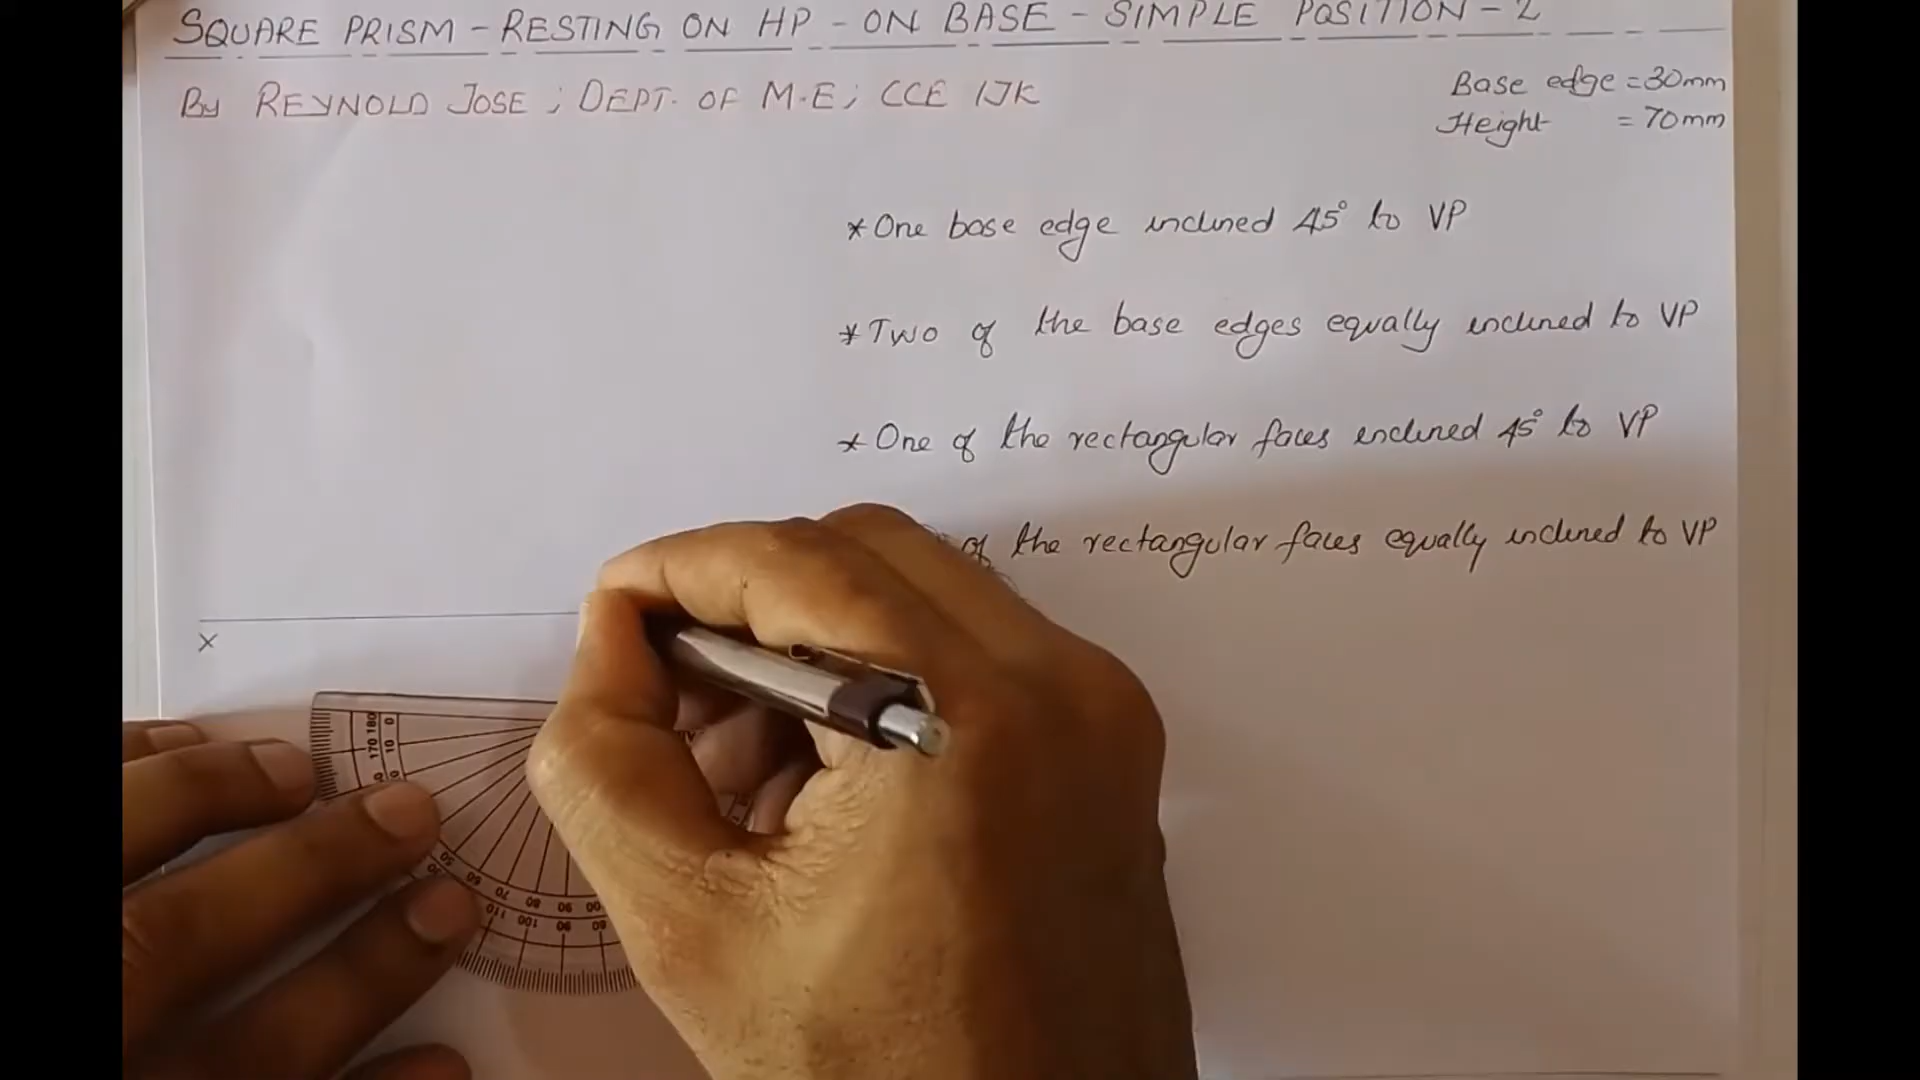 SQUARE PRISM - RESTING ON HP - ON BASE - SIMPLE POSITION - 2
By REYNOLD JOSE ; DEPT. OF M.E ; CCE IJK
Base edge = 30mm
Height = 70mm
* One base edge inclined 45° to VP
* Two of the base edges equally inclined to VP
* One of the rectangular faces inclined 45° to VP
of the rectangular faces equally inclined to VP
X